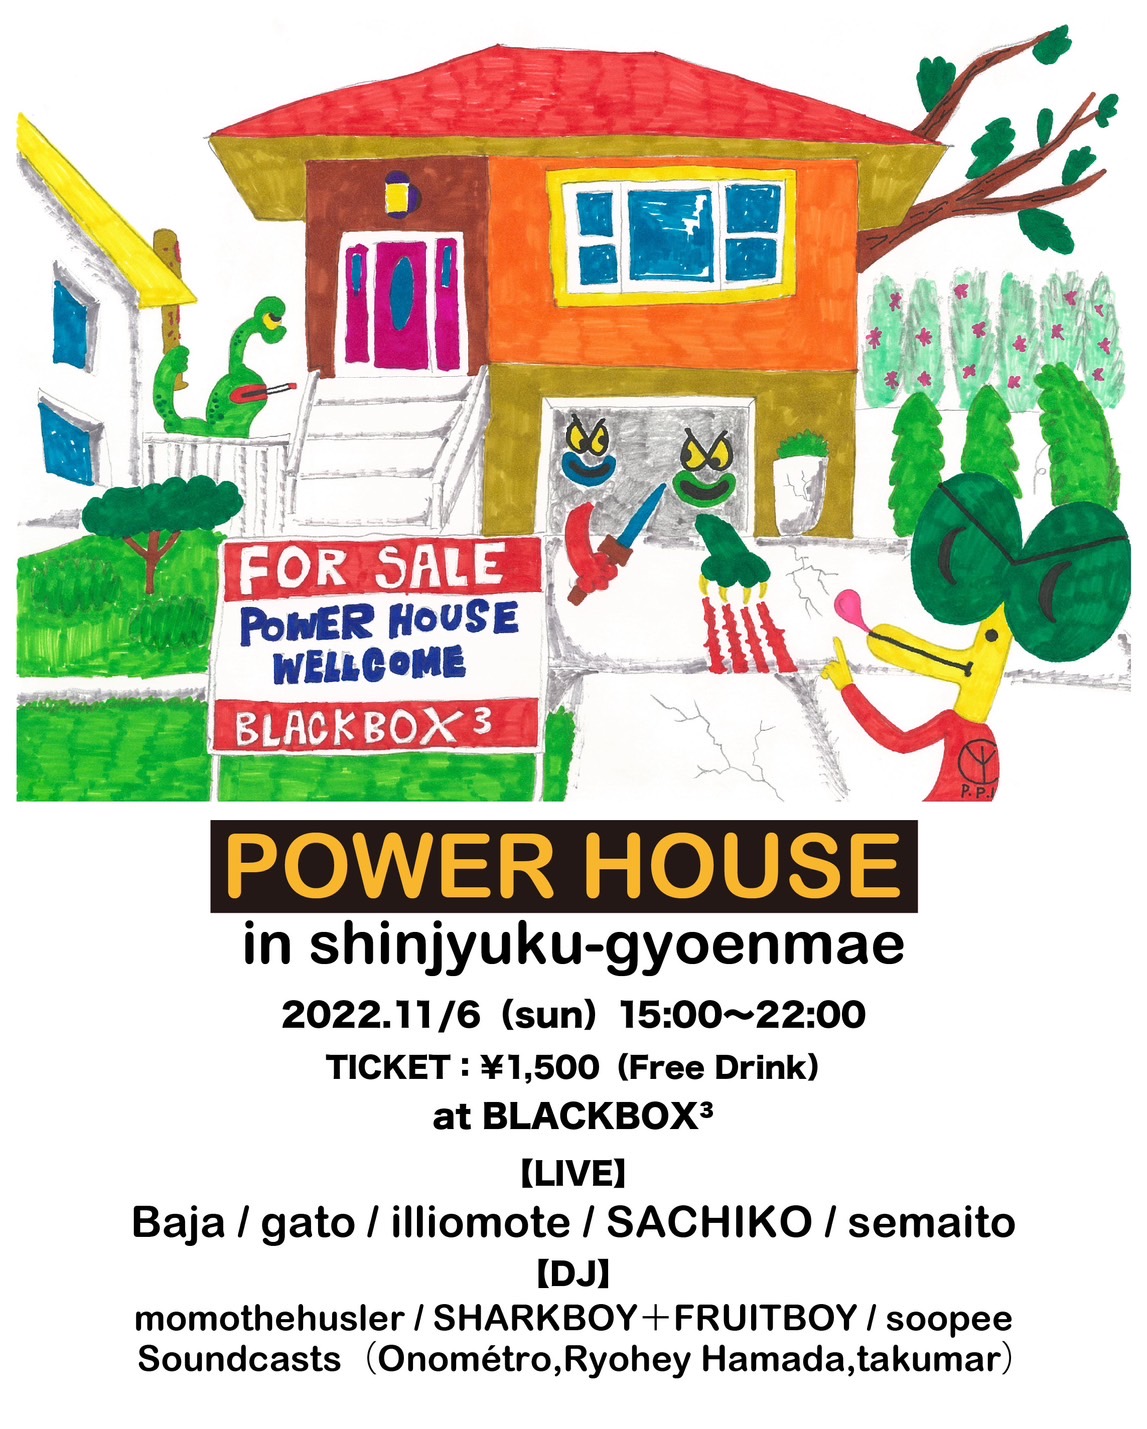 FOR SALE
POWER HOUSE
WELLCOME
BLACKBOX³
P.P.
POWER HOUSE
in shinjyuku-gyoenmae
2022.11/6（sun）15:00〜22:00
TICKET：¥1,500（Free Drink）
at BLACKBOX³
【LIVE】
Baja / gato / illiomote / SACHIKO / semaito
【DJ】
momothehusler / SHARKBOY＋FRUITBOY / soopee
Soundcasts（Onométro,Ryohey Hamada,takumar）